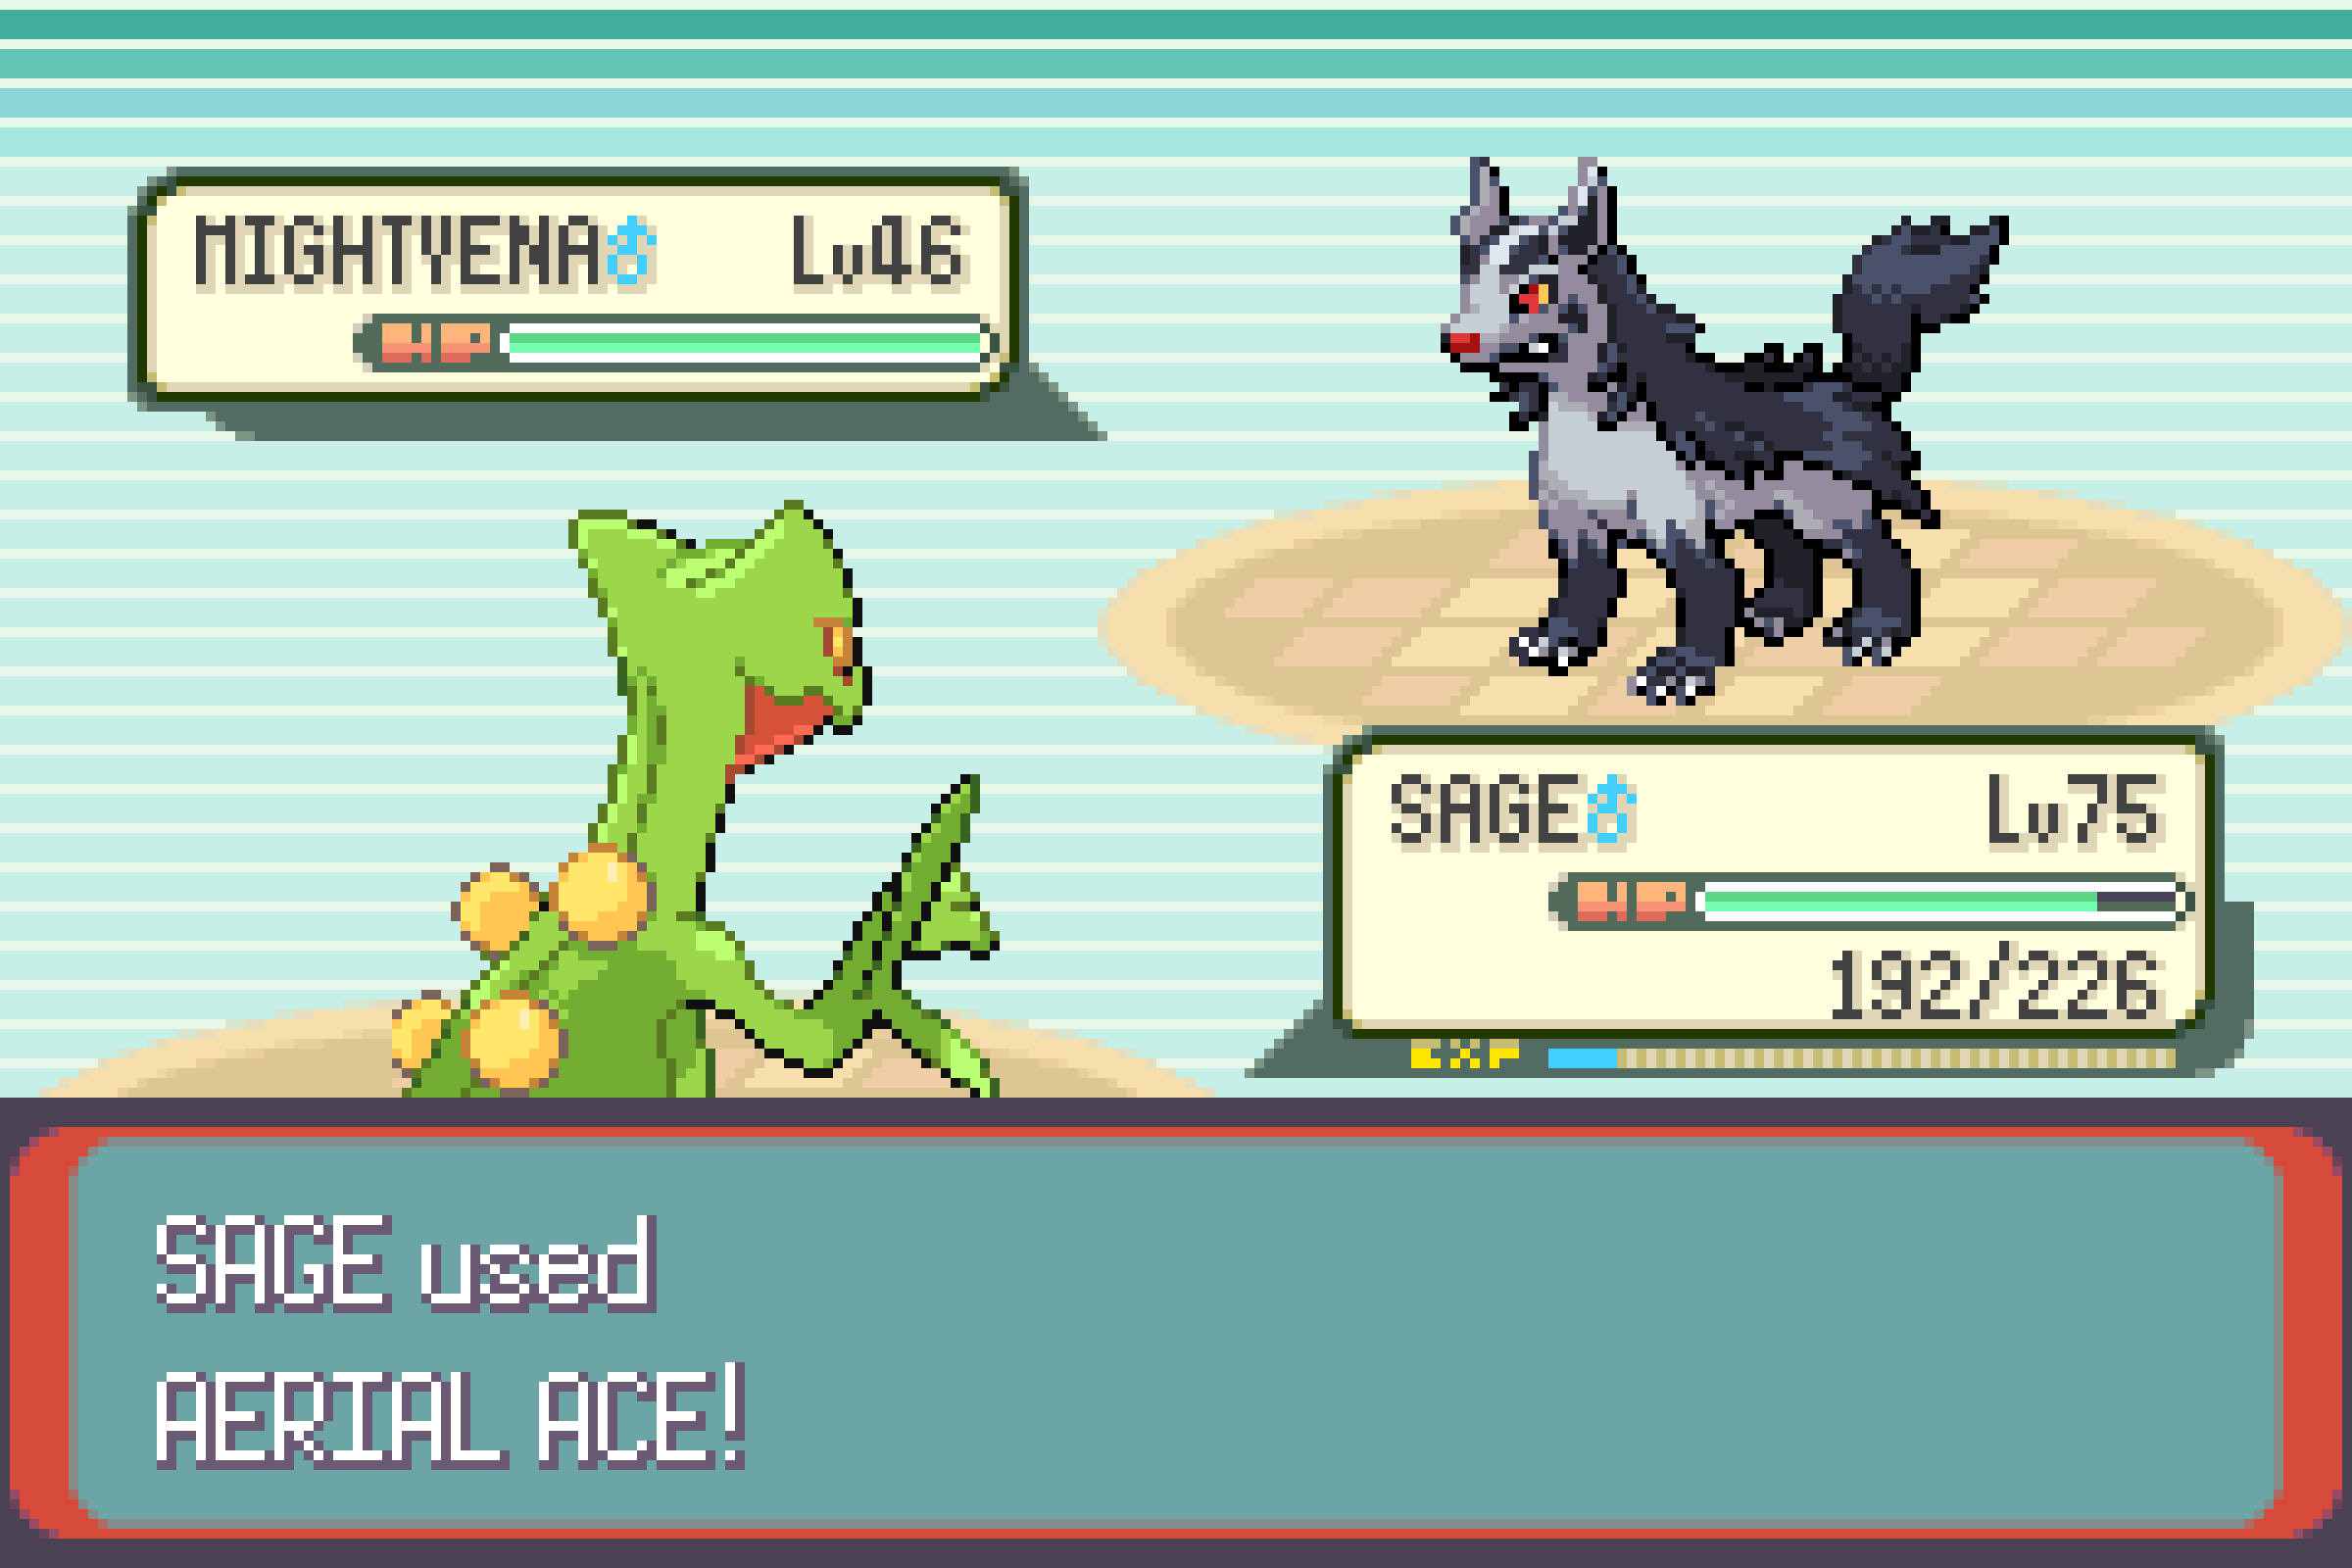 MIGHTYENA♂ Lv46
HP
SAGE♂ Lv75
HP
192/226
EXP
SAGE used
AERIAL ACE!